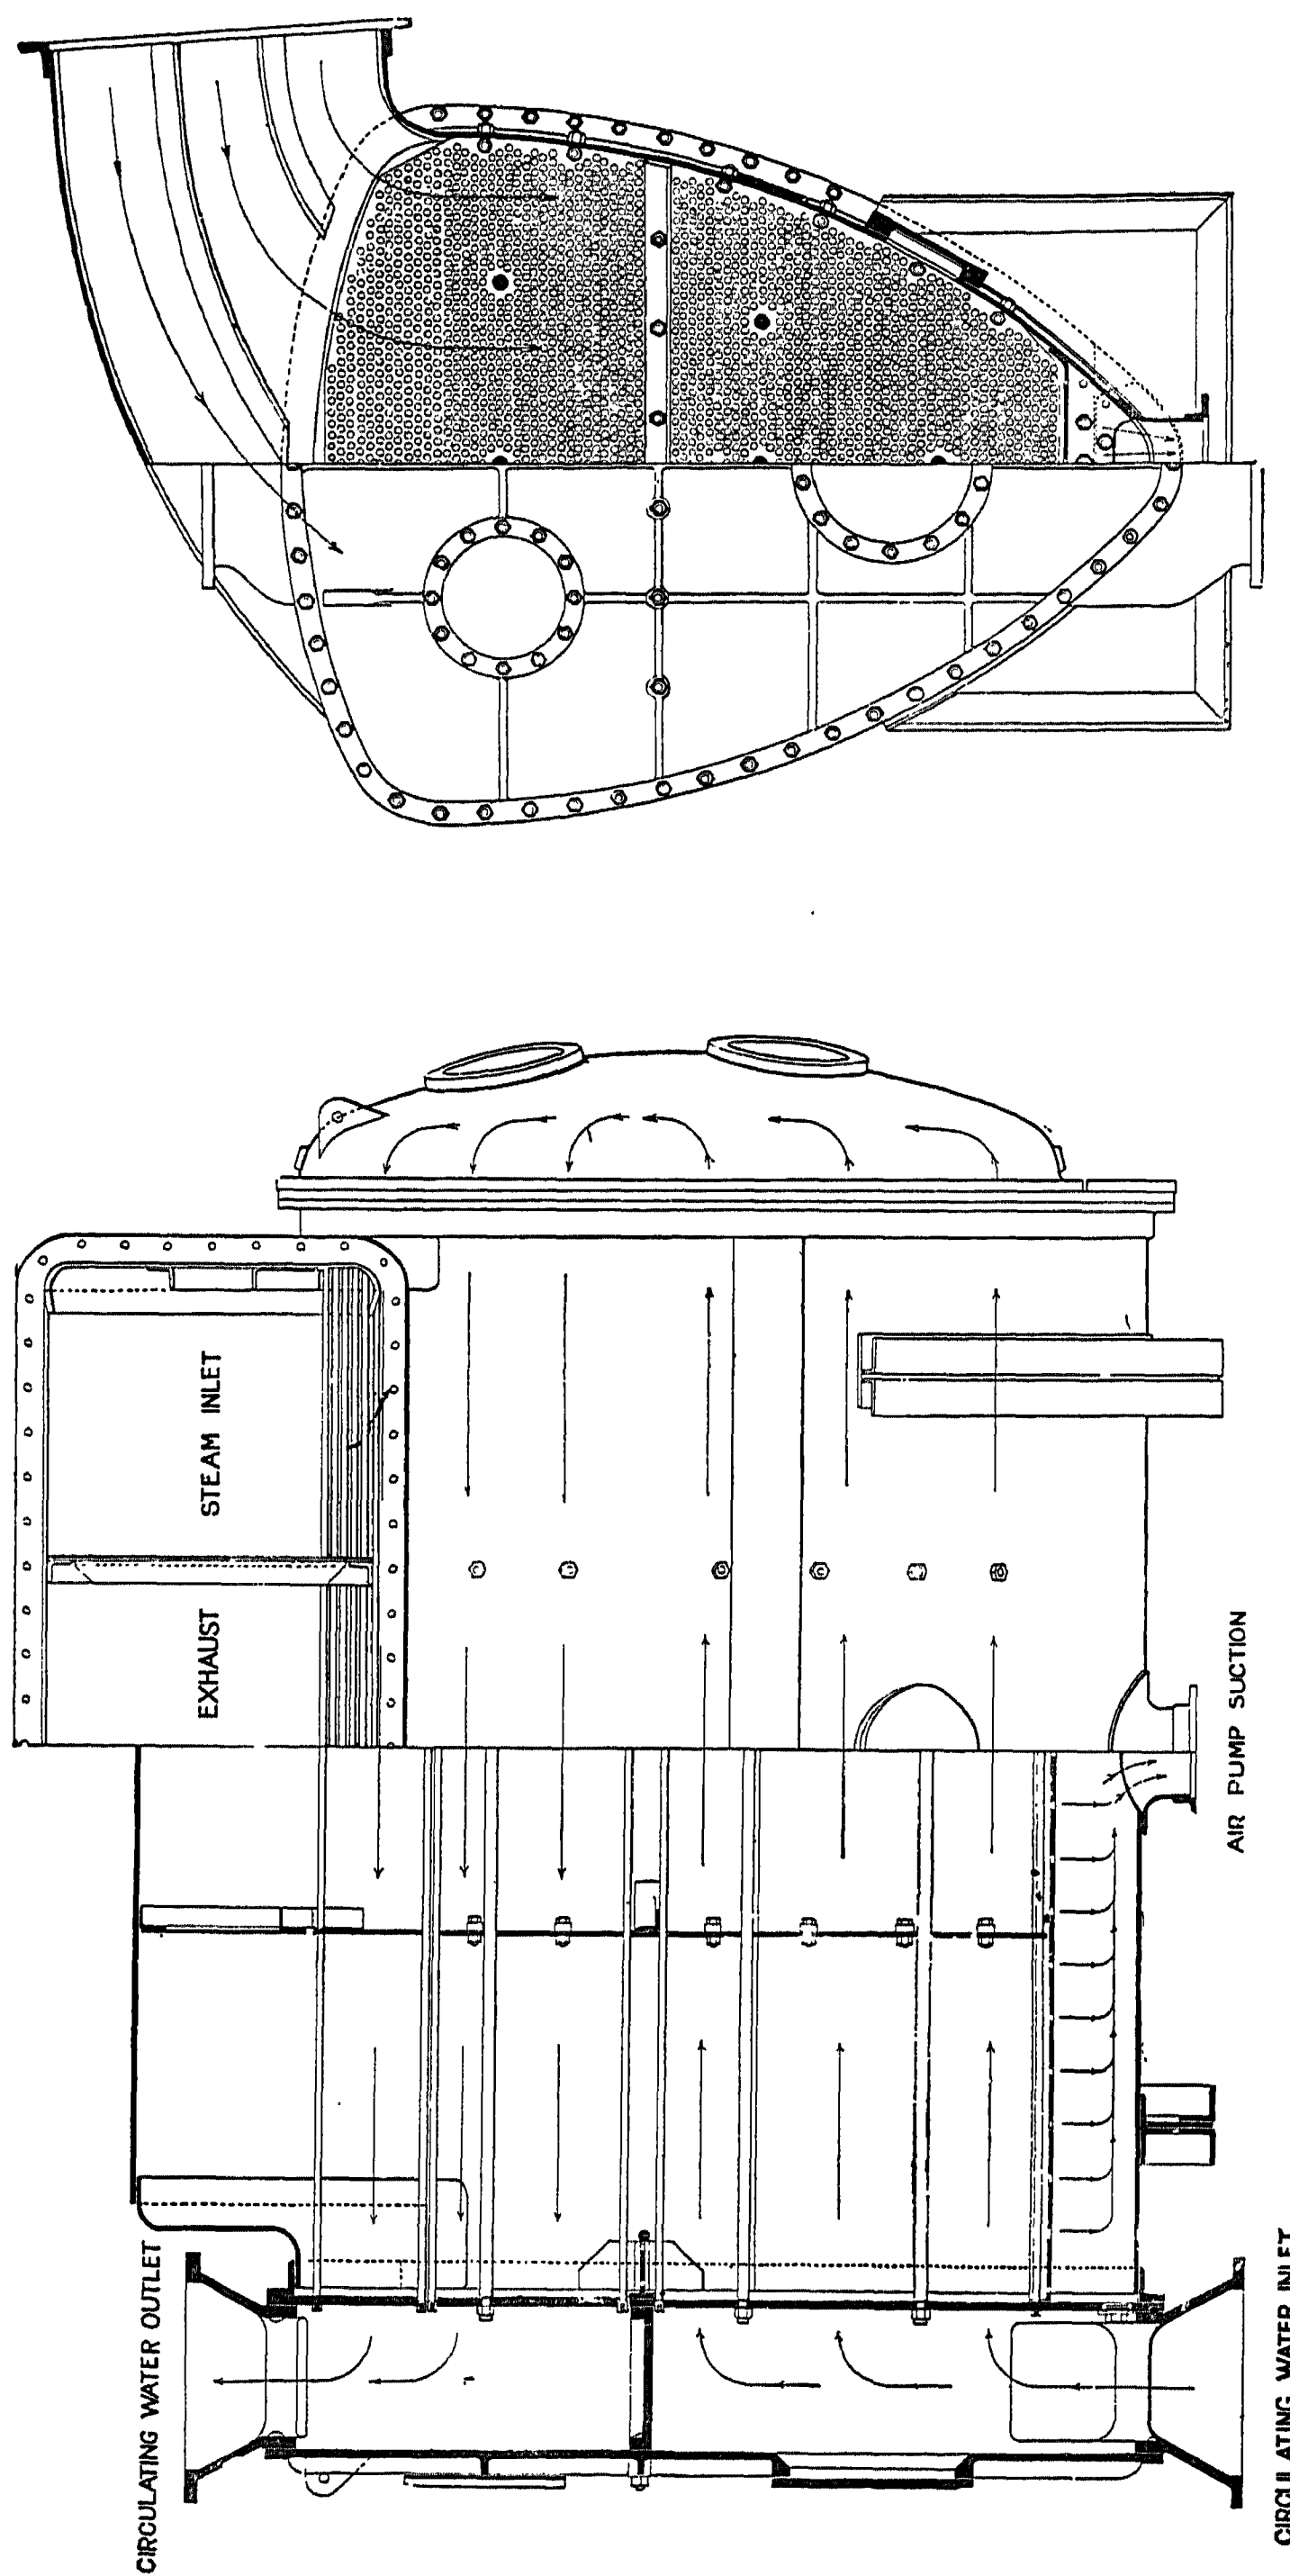 EXHAUST STEAM INLET
CIRCULATING WATER OUTLET
AIR PUMP SUCTION
CIRCULATING WATER INLET